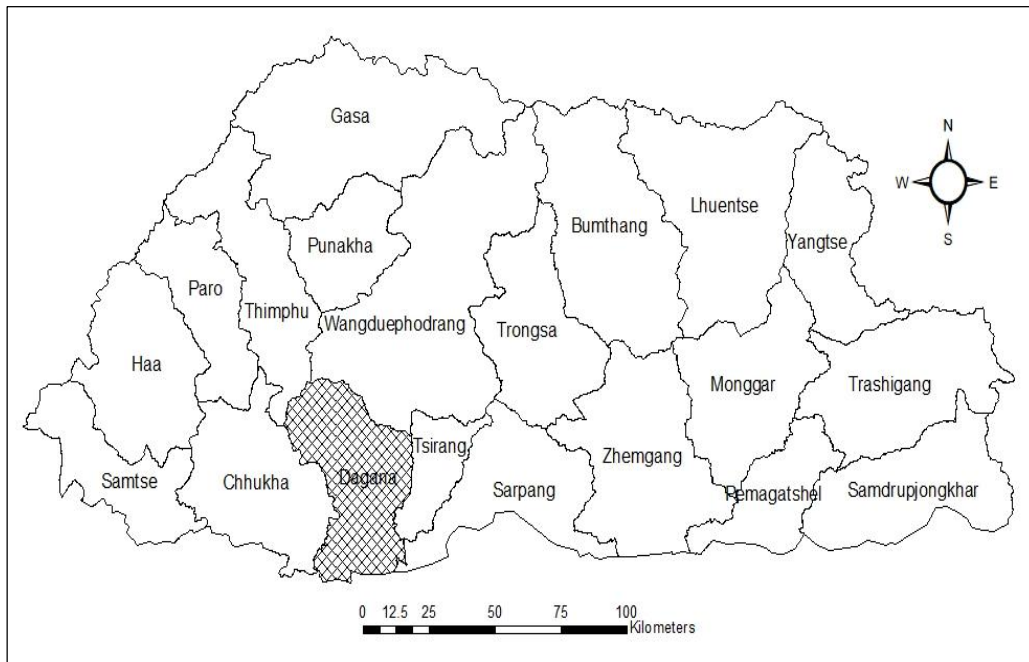 Gasa
N
W E
S
Lhuentse
Bumthang
Yangtse
Punakha
Paro
Thimphu
Wangduephodrang
Trongsa
Haa
Monggar
Trashigang
Tsirang
Zhemgang
Samtse
Chhukha
Dagana
Sarpang
Pemagatshel
Samdrupjongkhar
0 12.5 25 50 75 100
Kilometers